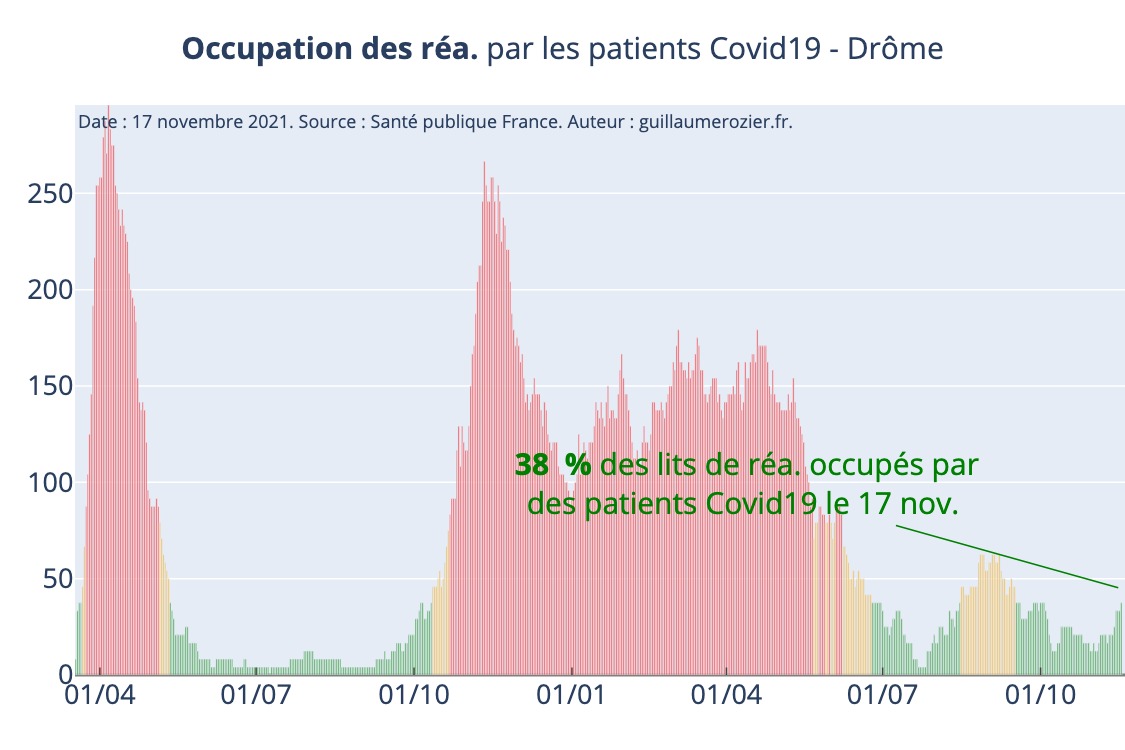 Occupation des réa. par les patients Covid19 - Drôme
Date : 17 novembre 2021. Source : Santé publique France. Auteur : guillaumerozier.fr.
250
200
150
38 % des lits de réa. occupés par
100
des patients Covid19 le 17 nov.
50
0
01/04 01/07 01/10 01/01 01/04 01/07 01/10